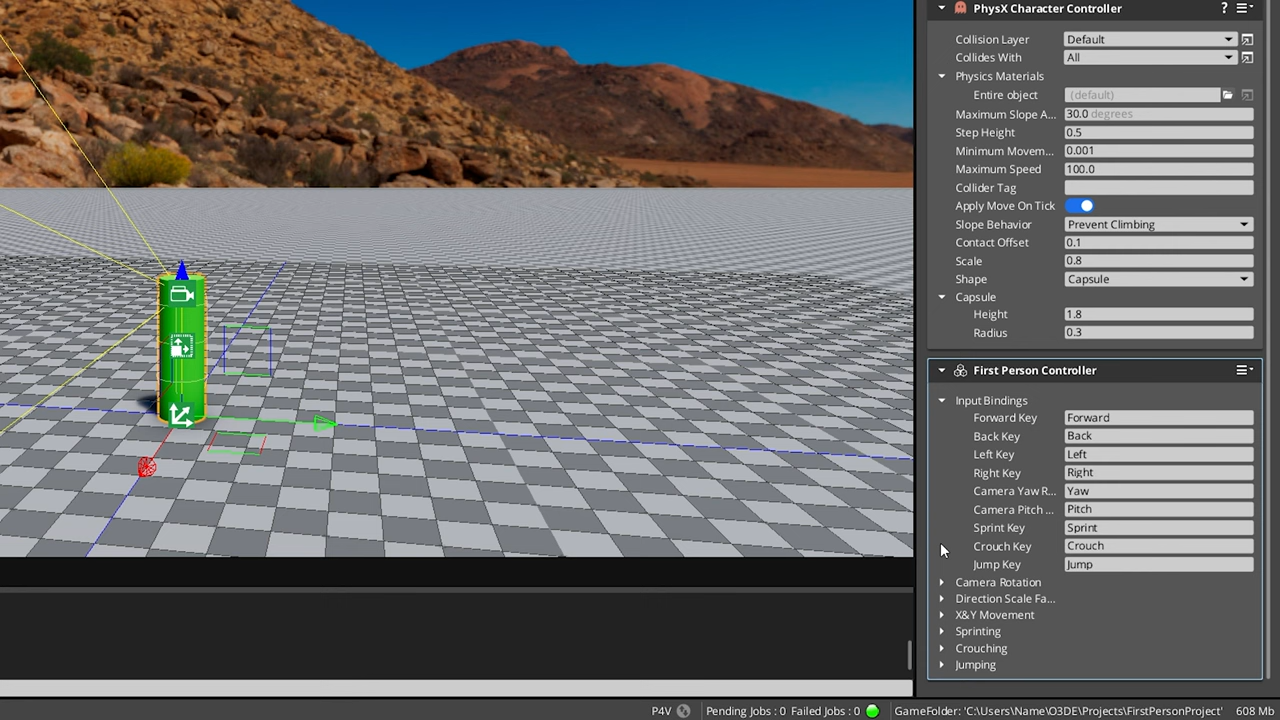 PhysX Character Controller ?
Collision Layer Default
Collides With All
Physics Materials
Entire object (default)
Maximum Slope A... 30.0 degrees
Step Height 0.5
Minimum Movem... 0.001
Maximum Speed 100.0
Collider Tag
Apply Move On Tick
Slope Behavior Prevent Climbing
Contact Offset 0.1
Scale 0.8
Shape Capsule
Capsule
Height 1.8
Radius 0.3
First Person Controller
Input Bindings
Forward Key Forward
Back Key Back
Left Key Left
Right Key Right
Camera Yaw R... Yaw
Camera Pitch ... Pitch
Sprint Key Sprint
Crouch Key Crouch
Jump Key Jump
Camera Rotation
Direction Scale Fa...
X&Y Movement
Sprinting
Crouching
Jumping
P4V Pending Jobs : 0 Failed Jobs : 0 GameFolder: 'C:\Users\Name\O3DE\Projects\FirstPersonProject' 608 Mb